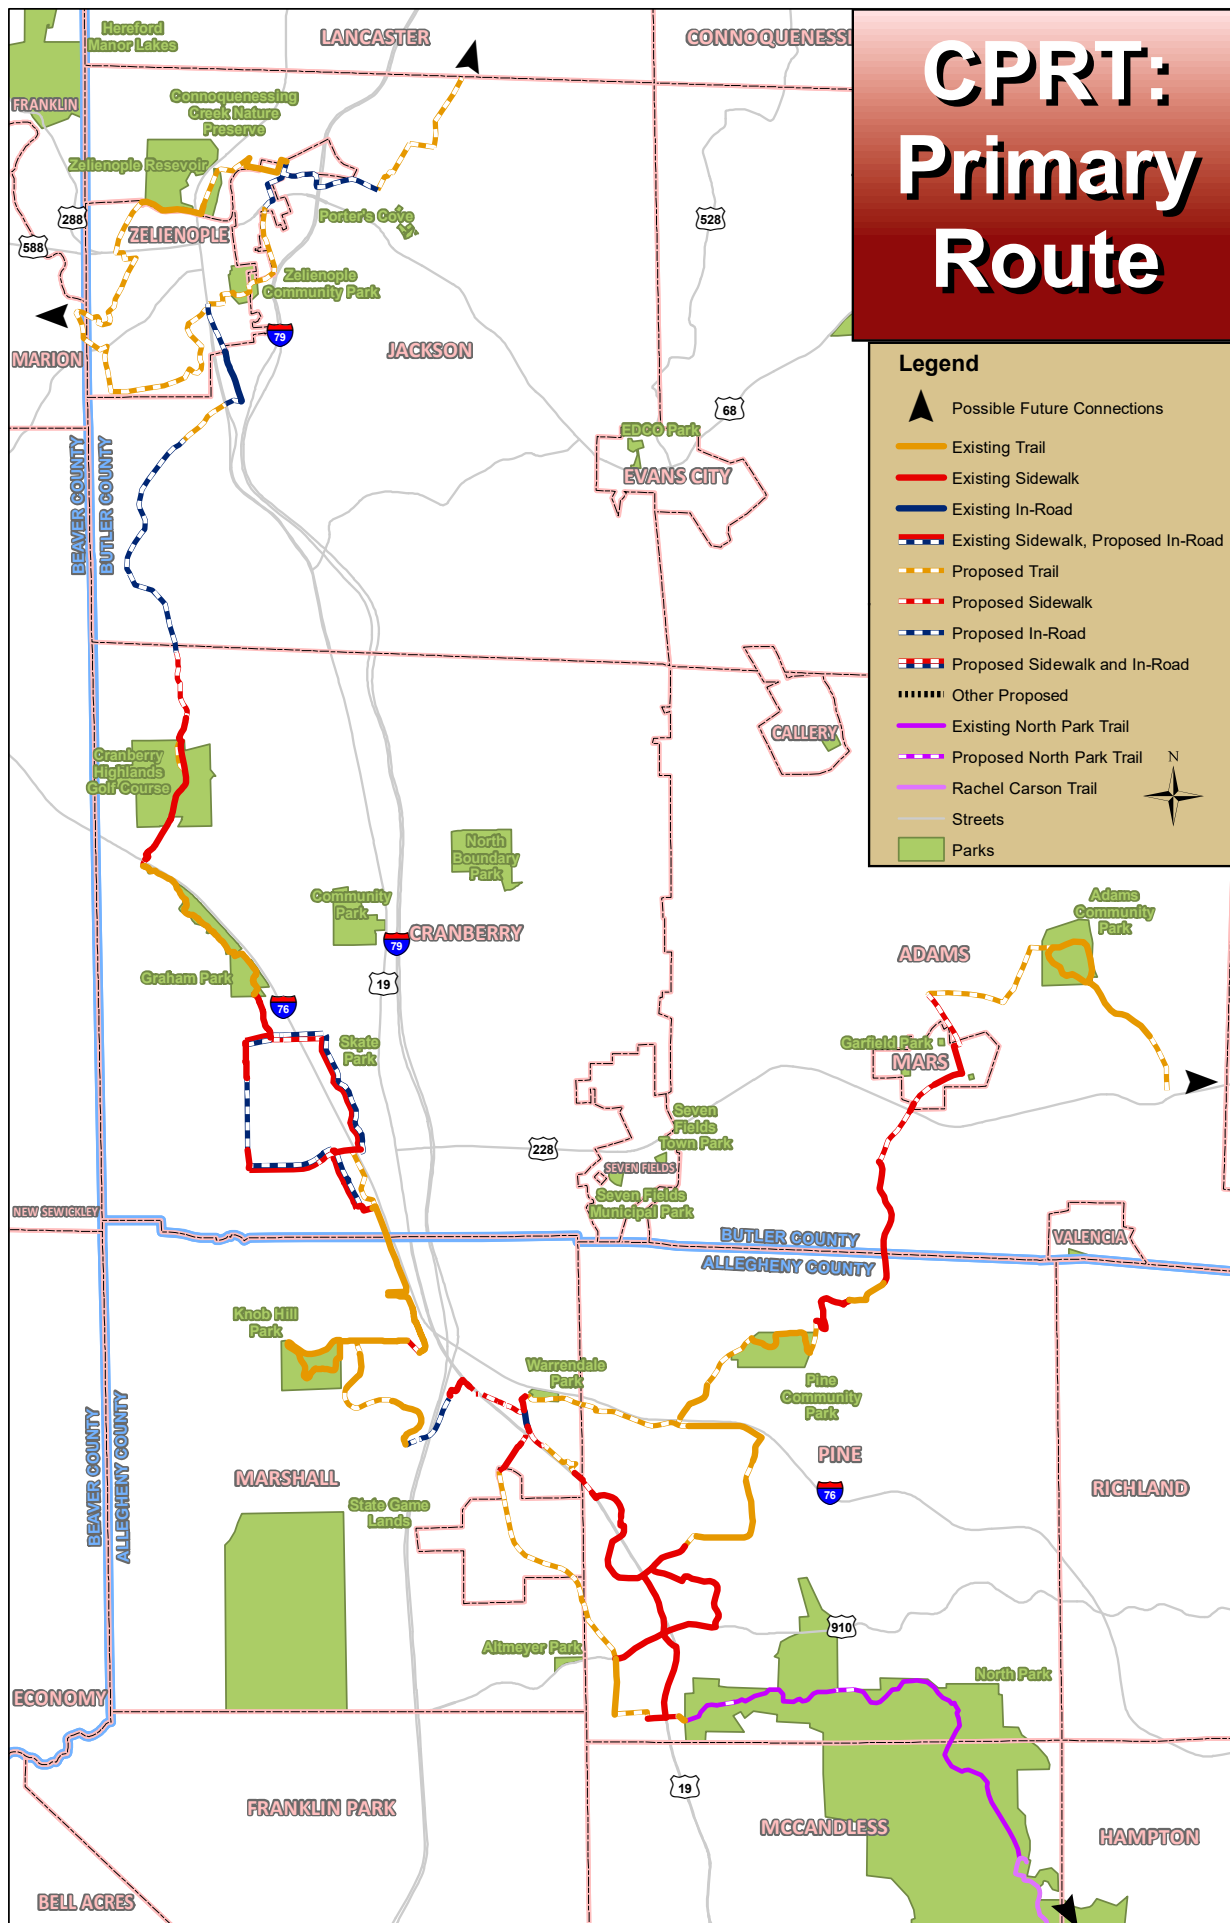 CPRT:
Primary
Route
Legend
Possible Future Connections
Existing Trail
Existing Sidewalk
Existing In-Road
Existing Sidewalk, Proposed In-Road
Proposed Trail
Proposed Sidewalk
Proposed In-Road
Proposed Sidewalk and In-Road
Other Proposed
Existing North Park Trail
Proposed North Park Trail
Rachel Carson Trail
Streets
Parks
N
Hereford
Manor Lakes
LANCASTER
CONNOQUENESSI
FRANKLIN
Connoquenessing
Creek Nature
Preserve
Zelienople Resevoir
288
588
ZELIENOPLE
Porter's Cove
528
Zelienople
Community Park
79
MARION
JACKSON
68
EDCO Park
EVANS CITY
BEAVER COUNTY
BUTLER COUNTY
CALLERY
Cranberry
Highlands
Golf Course
North
Boundary
Park
Community
Park
CRANBERRY
79
19
Graham Park
76
Skate
Park
Adams
Community
Park
ADAMS
Garfield Park
MARS
Seven
Fields
Town Park
228
SEVEN FIELDS
Seven Fields
Municipal Park
NEW SEWICKLEY
BUTLER COUNTY
ALLEGHENY COUNTY
VALENCIA
Knob Hill
Park
Warrendale
Park
Pine
Community
Park
PINE
BEAVER COUNTY
ALLEGHENY COUNTY
MARSHALL
76
RICHLAND
State Game
Lands
910
Altmeyer Park
North Park
ECONOMY
19
FRANKLIN PARK
MCCANDLESS
HAMPTON
BELL ACRES